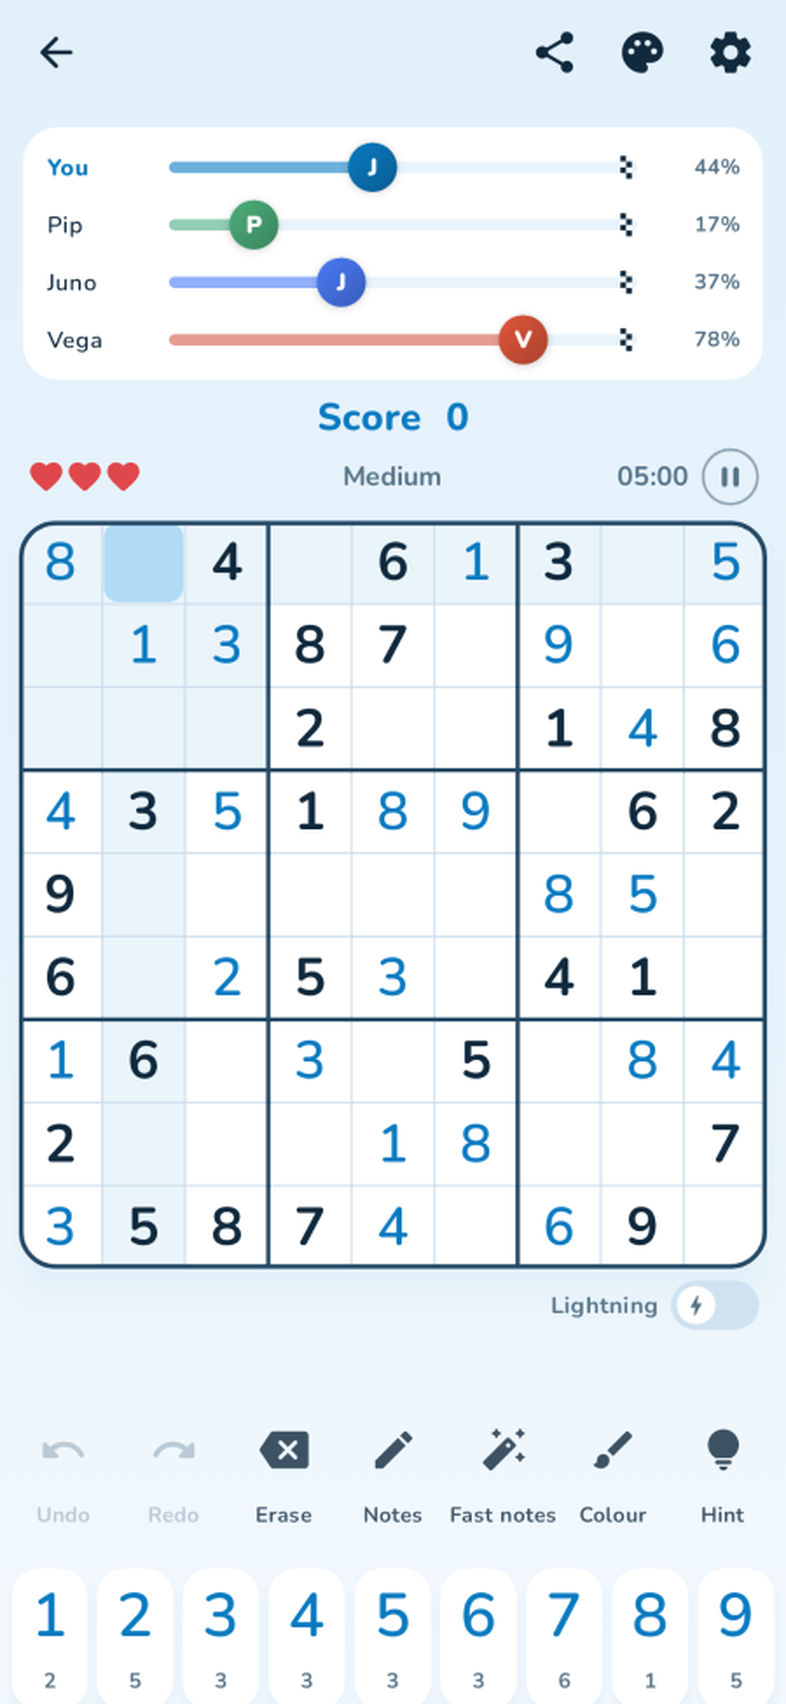 You J 44%
Pip P 17%
Juno J 37%
Vega V 78%
Score 0
Medium 05:00
8 4 6 1 3 5
1 3 8 7 9 6
2 1 4 8
4 3 5 1 8 9 6 2
9 8 5
6 2 5 3 4 1
1 6 3 5 8 4
2 1 8 7
3 5 8 7 4 6 9
Lightning
Undo Redo Erase Notes Fast notes Colour Hint
1 2 3 4 5 6 7 8 9
2 5 3 3 3 3 6 1 5